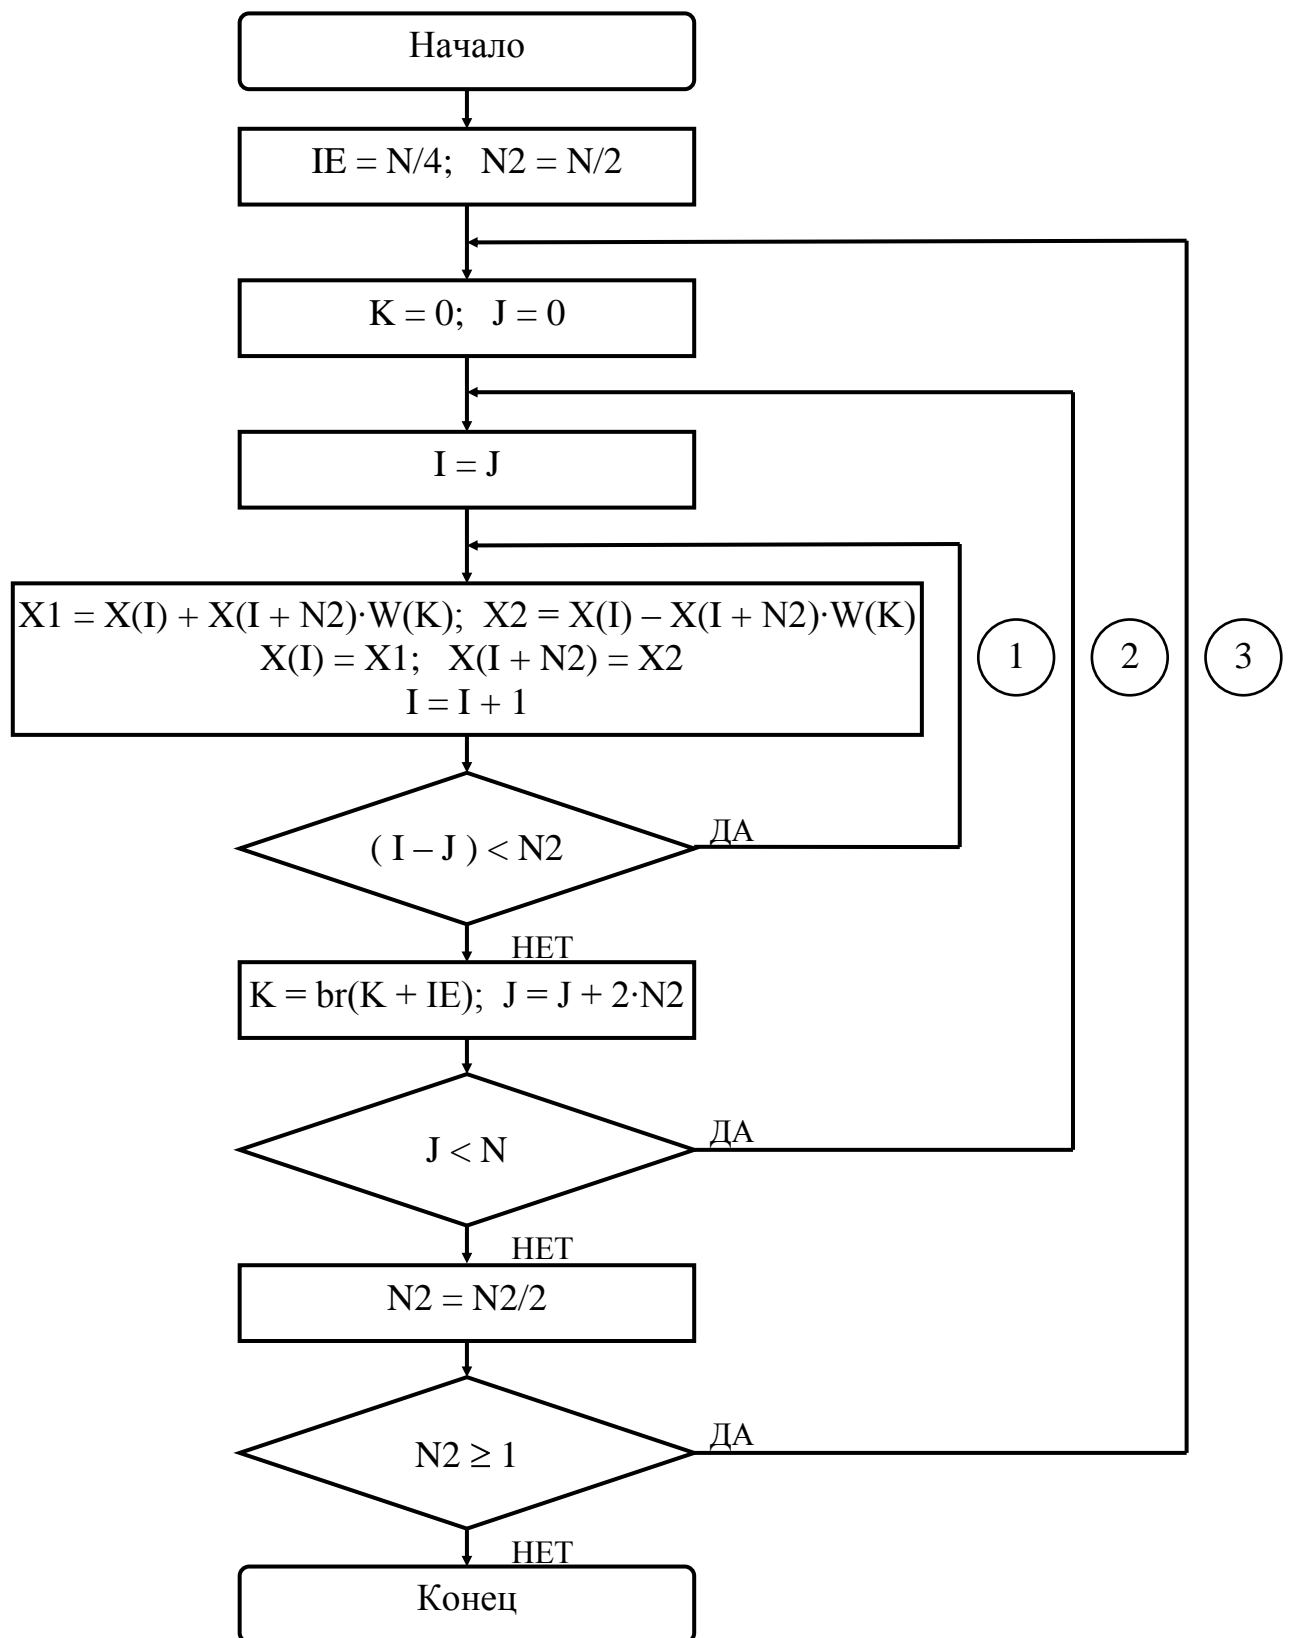 Начало
IE = N/4; N2 = N/2
K = 0; J = 0
I = J
X1 = X(I) + X(I + N2)·W(K); X2 = X(I) – X(I + N2)·W(K)
X(I) = X1; X(I + N2) = X2
I = I + 1
1
2
3
( I – J ) < N2
ДА
НЕТ
K = br(K + IE); J = J + 2·N2
J < N
ДА
НЕТ
N2 = N2/2
N2 ≥ 1
ДА
НЕТ
Конец